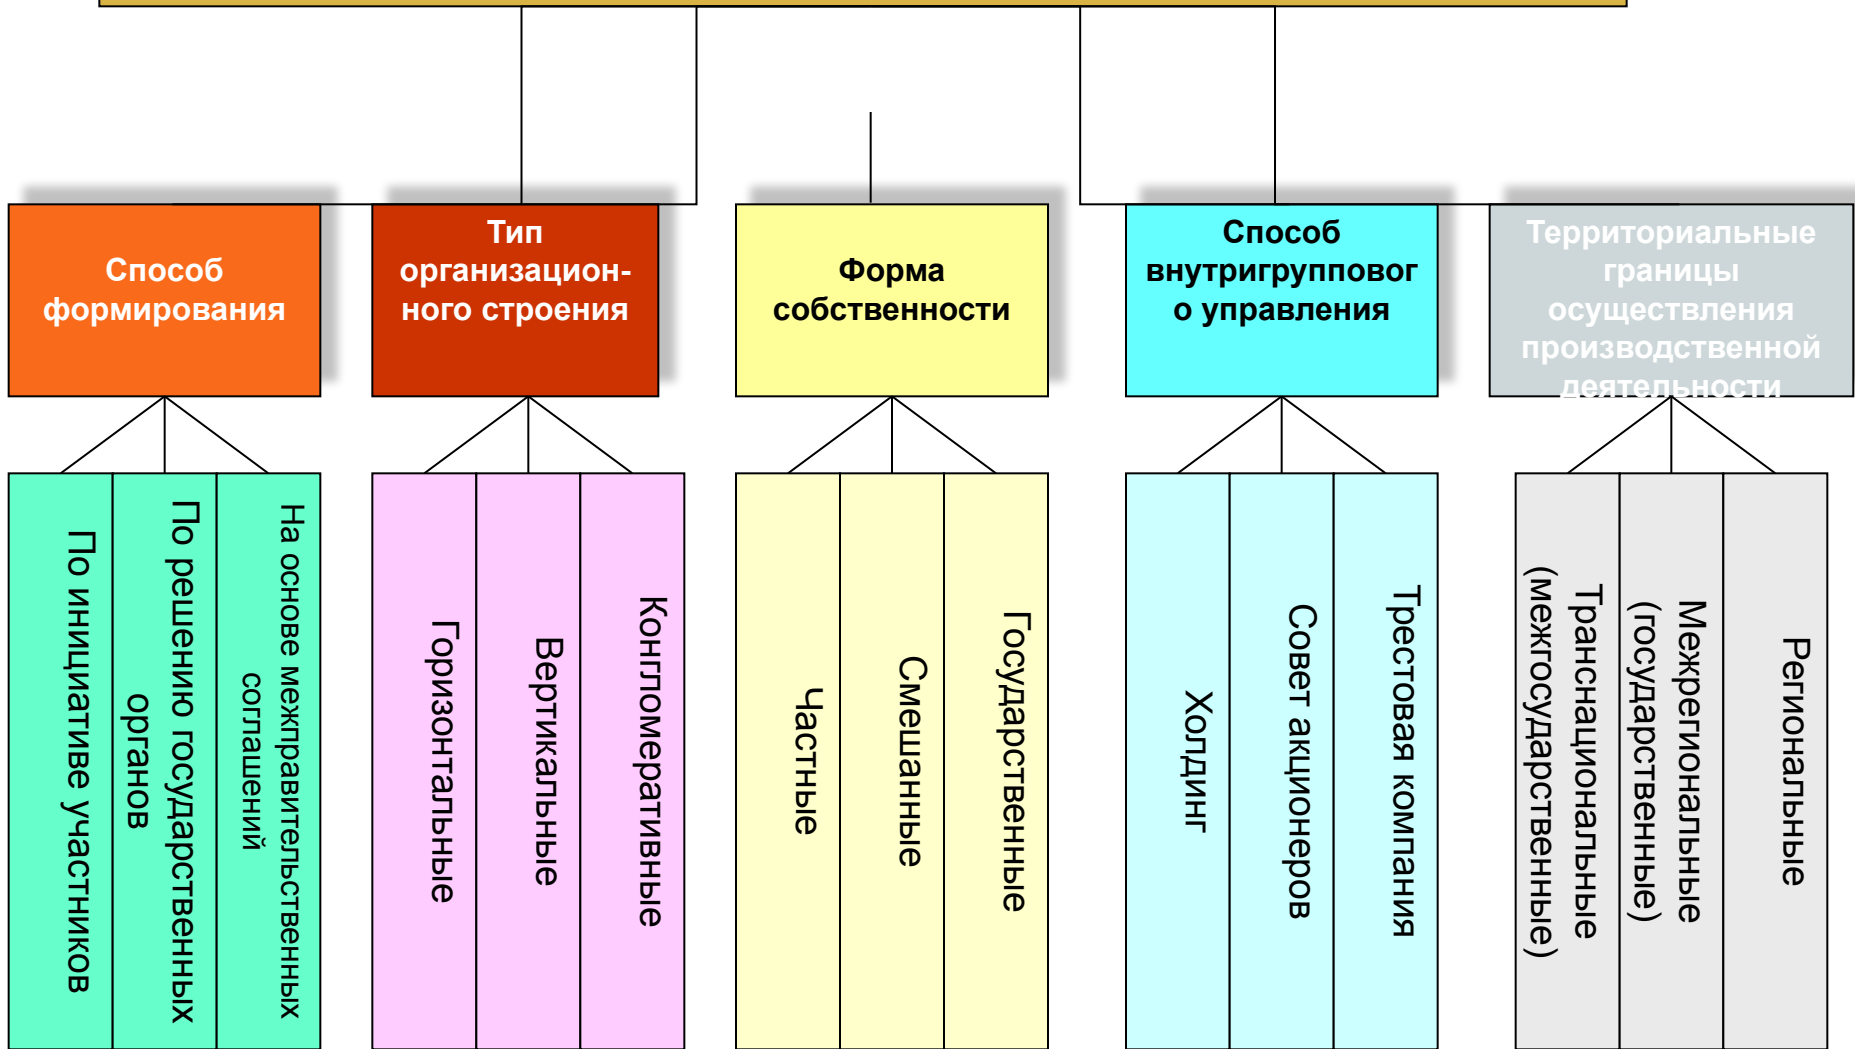 Способ
формирования
Тип
организацион-
ного строения
Форма
собственности
Способ
внутригрупповог
о управления
Территориальные
границы
осуществления
производственной
деятельности
По инициативе участников
По решению государственных
органов
На основе межправительственных
соглашений
Горизонтальные
Вертикальные
Конгломеративные
Частные
Смешанные
Государственные
Холдинг
Совет акционеров
Трестовая компания
Транснациональные
(межгосударственные)
Межрегиональные
(государственные)
Региональные